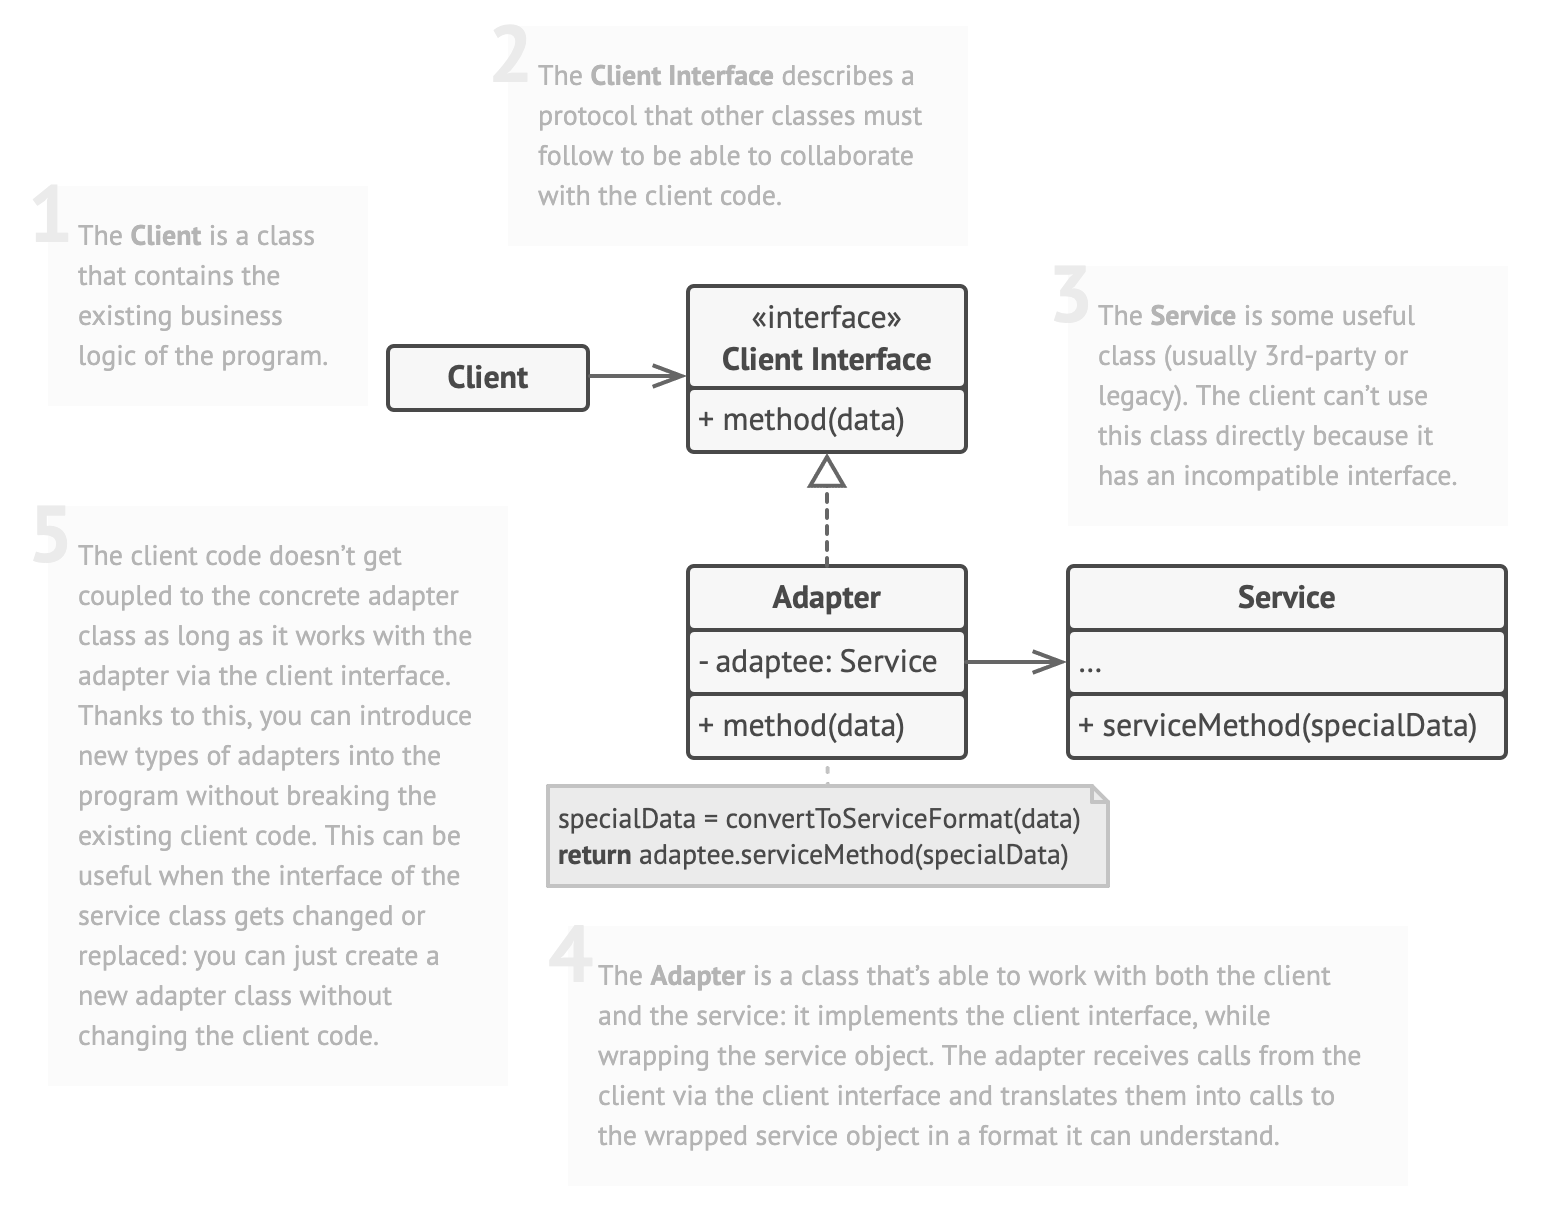 2
The Client Interface describes a
protocol that other classes must
follow to be able to collaborate
with the client code.
1
The Client is a class
that contains the
existing business
logic of the program.
3
The Service is some useful
class (usually 3rd-party or
legacy). The client can’t use
this class directly because it
has an incompatible interface.
Client
«interface»
Client Interface
+ method(data)
5
The client code doesn’t get
coupled to the concrete adapter
class as long as it works with the
adapter via the client interface.
Thanks to this, you can introduce
new types of adapters into the
program without breaking the
existing client code. This can be
useful when the interface of the
service class gets changed or
replaced: you can just create a
new adapter class without
changing the client code.
Adapter
- adaptee: Service
+ method(data)
Service
...
+ serviceMethod(specialData)
specialData = convertToServiceFormat(data)
return adaptee.serviceMethod(specialData)
4
The Adapter is a class that’s able to work with both the client
and the service: it implements the client interface, while
wrapping the service object. The adapter receives calls from the
client via the client interface and translates them into calls to
the wrapped service object in a format it can understand.